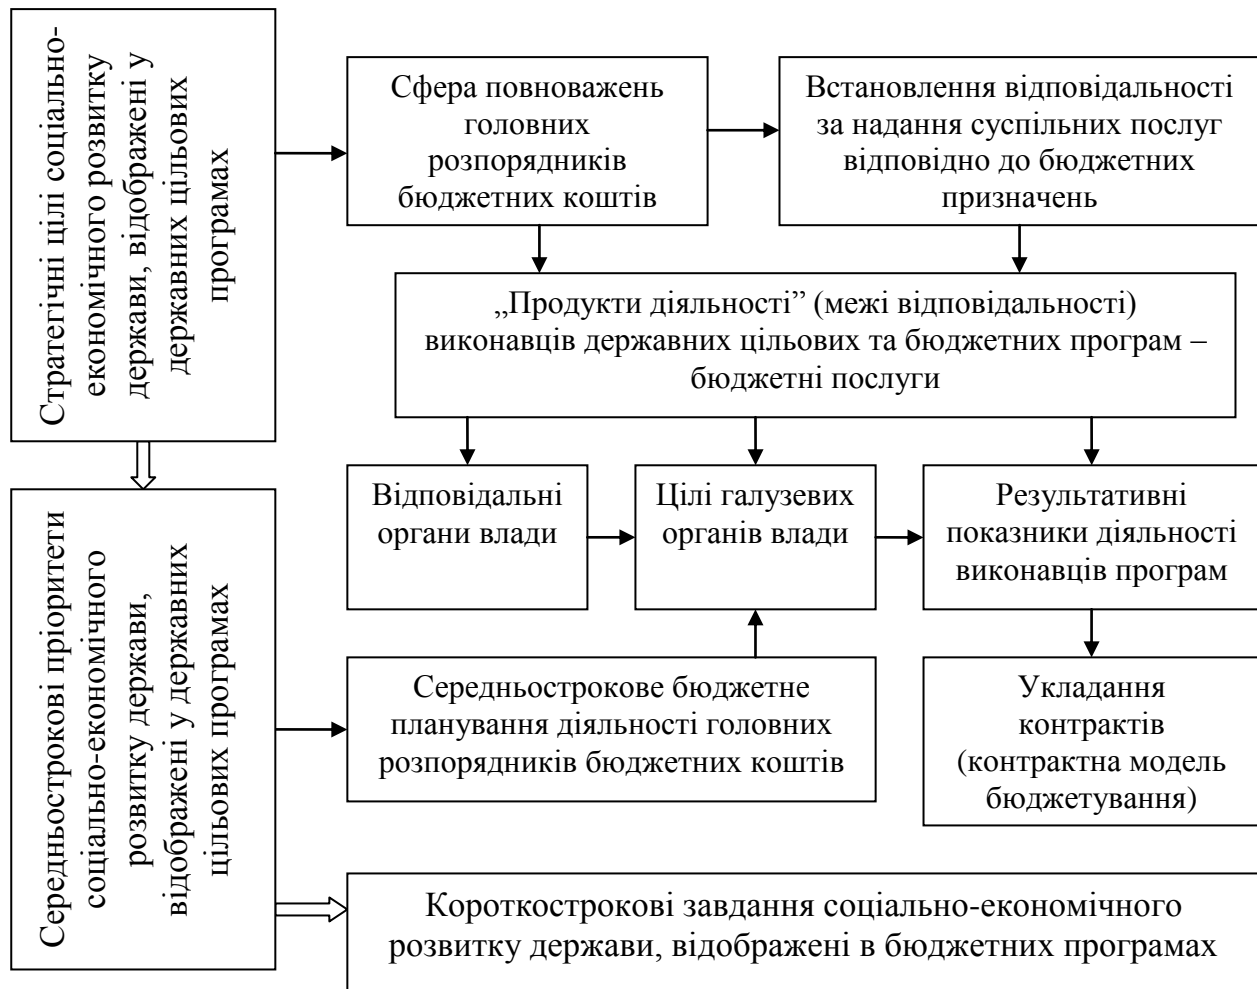 Стратегічні цілі соціально-
економічного розвитку
держави, відображені у
державних цільових
програмах
Сфера повноважень
головних
розпорядників
бюджетних коштів
Встановлення відповідальності
за надання суспільних послуг
відповідно до бюджетних
призначень
„Продукти діяльності” (межі відповідальності)
виконавців державних цільових та бюджетних програм –
бюджетні послуги
Відповідальні
органи влади
Цілі галузевих
органів влади
Результативні
показники діяльності
виконавців програм
Середньострокові пріоритети
соціально-економічного
розвитку держави,
відображені у державних
цільових програмах
Середньострокове бюджетне
планування діяльності головних
розпорядників бюджетних коштів
Укладання
контрактів
(контрактна модель
бюджетування)
Короткострокові завдання соціально-економічного
розвитку держави, відображені в бюджетних програмах